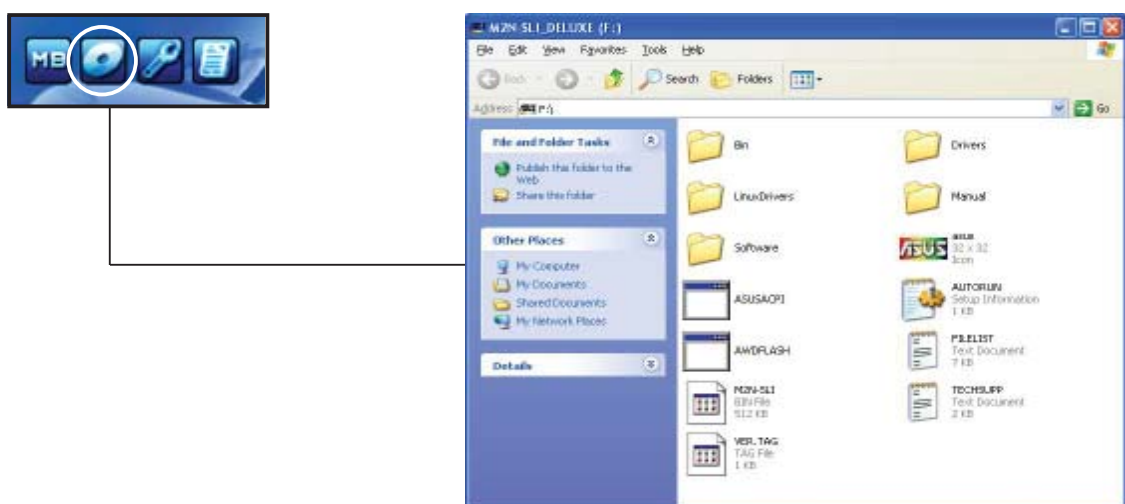 MB
M2N-SLI_DELUXE (F:)
File Edit View Favorites Tools Help
Back Search Folders
Address F:\ Go
File and Folder Tasks
Publish this folder to the
Web
Share this folder
Other Places
My Computer
My Documents
Shared Documents
My Network Places
Details
Bin
Drivers
LinuxDrivers
Manual
Software
ASUS
asus
32 x 32
Icon
ASUSACPI
AUTORUN
Setup Information
1 KB
AWDFLASH
FILELIST
Text Document
7 KB
M2N-SLI
BIN File
512 KB
TECHSUPP
Text Document
2 KB
VER.TAG
TAG File
1 KB